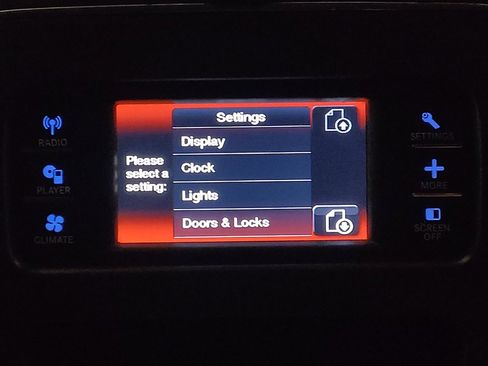 Settings
Display
Clock
Lights
Doors & Locks
Please
select a
setting:
RADIO
PLAYER
CLIMATE
SETTINGS
MORE
SCREEN
OFF